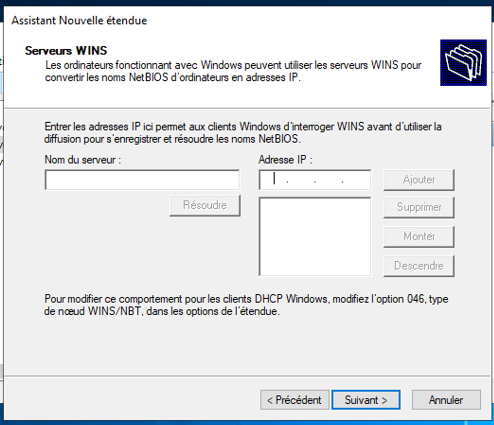 Assistant Nouvelle étendue
Serveurs WINS
Les ordinateurs fonctionnant avec Windows peuvent utiliser les serveurs WINS pour
convertir les noms NetBIOS d'ordinateurs en adresses IP.
Entrer les adresses IP ici permet aux clients Windows d'interroger WINS avant d'utiliser la
diffusion pour s'enregistrer et résoudre les noms NetBIOS.
Nom du serveur :
Adresse IP :
Ajouter
Résoudre
Supprimer
Monter
Descendre
Pour modifier ce comportement pour les clients DHCP Windows, modifiez l'option 046, type
de nœud WINS/NBT, dans les options de l'étendue.
< Précédent
Suivant >
Annuler